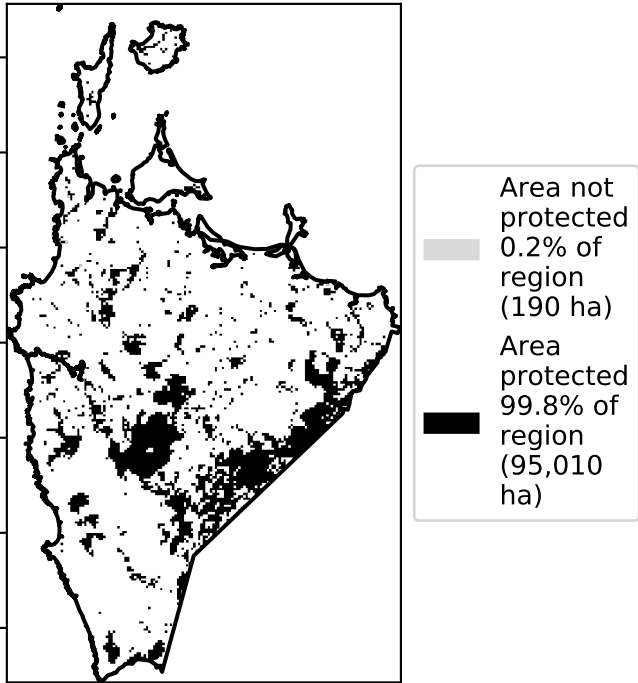 Area not
protected
0.2% of
region
(190 ha)
Area
protected
99.8% of
region
(95,010
ha)